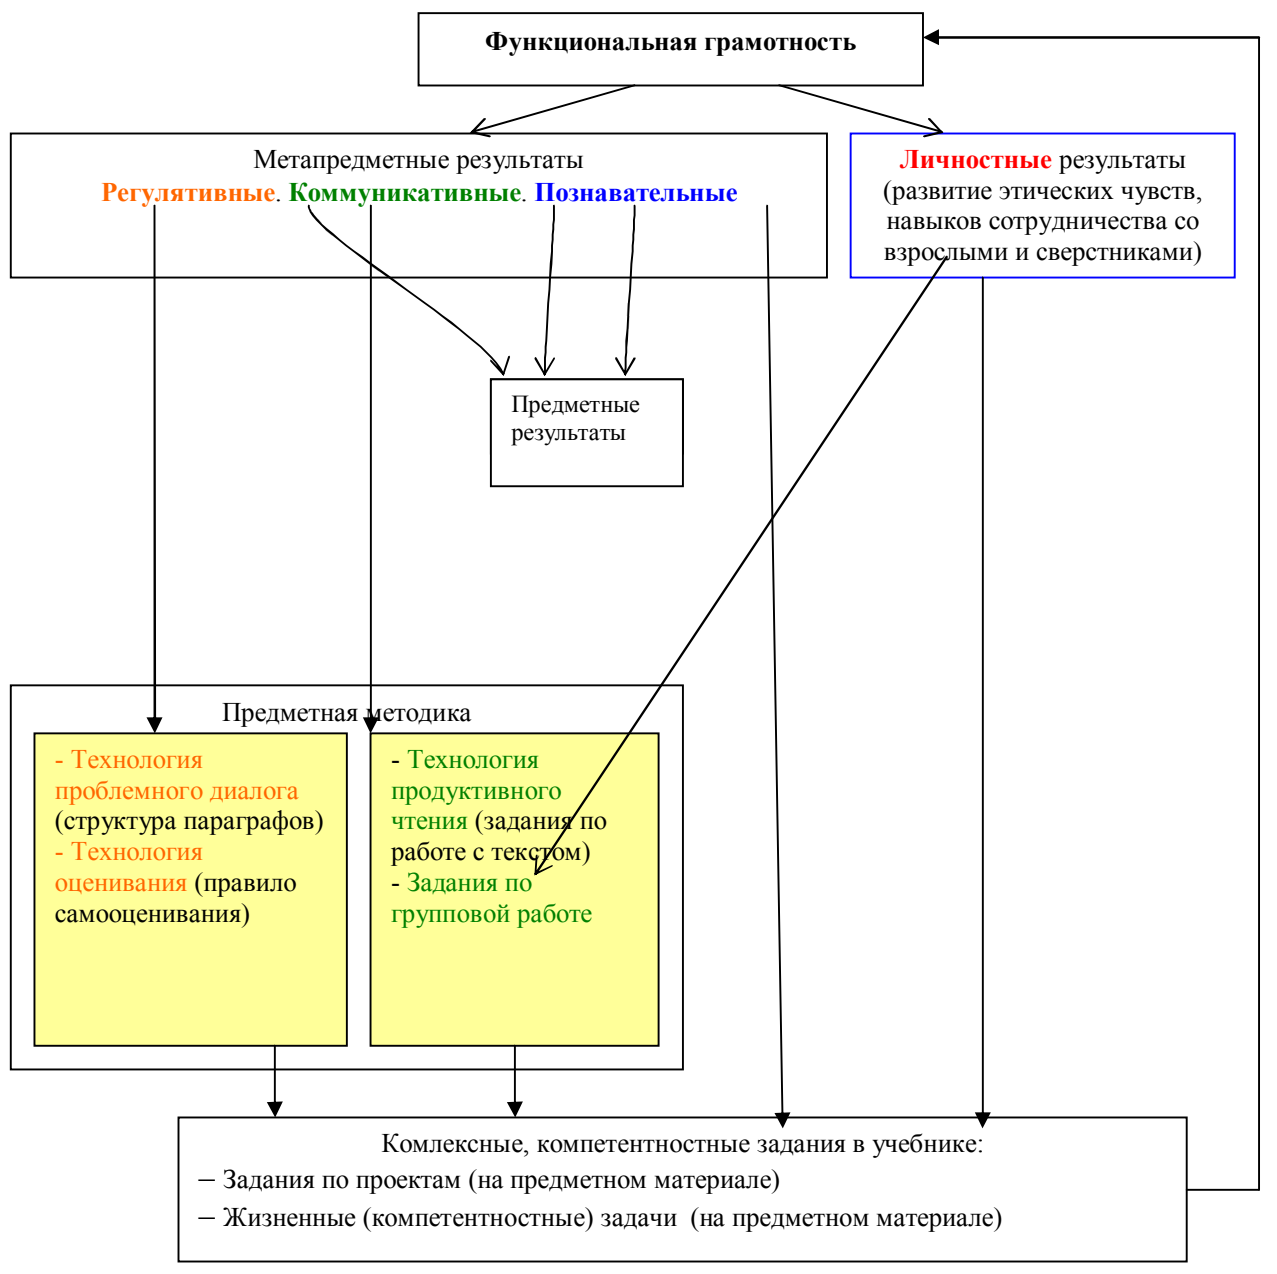 Функциональная грамотность
Метапредметные результаты
Регулятивные. Коммуникативные. Познавательные
Личностные результаты
(развитие этических чувств,
навыков сотрудничества со
взрослыми и сверстниками)
Предметные
результаты
Предметная методика
- Технология
проблемного диалога
(структура параграфов)
- Технология
оценивания (правило
самооценивания)
- Технология
продуктивного
чтения (задания по
работе с текстом)
- Задания по
групповой работе
Комлексные, компетентностные задания в учебнике:
– Задания по проектам (на предметном материале)
– Жизненные (компетентностные) задачи (на предметном материале)